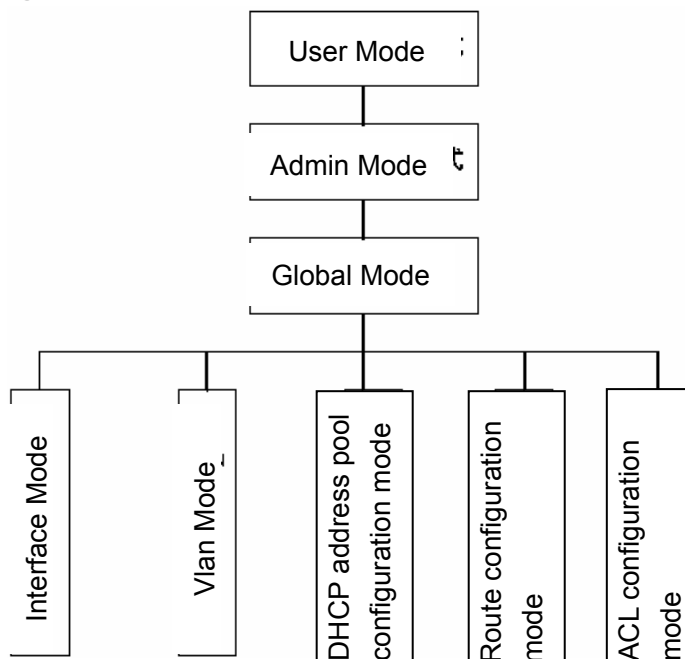 User Mode
Admin Mode
Global Mode
Interface Mode
Vlan Mode
DHCP address pool
configuration mode
Route configuration
mode
ACL configuration
mode